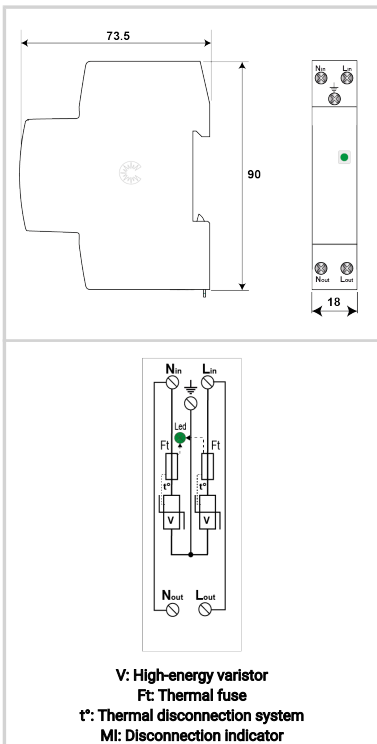 73.5
Nin Lin
90
Nout Lout
18
Nin Lin
Led
Ft Ft
t° t°
V V
Nout Lout
V: High-energy varistor
Ft: Thermal fuse
t°: Thermal disconnection system
MI: Disconnection indicator